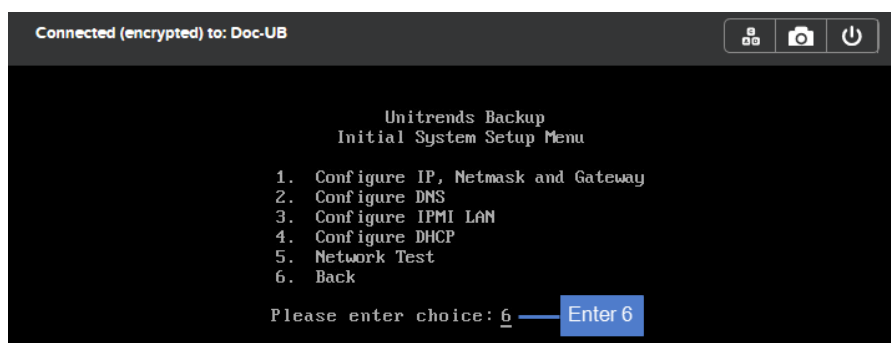 Connected (encrypted) to: Doc-UB
Unitrends Backup
Initial System Setup Menu
1. Configure IP, Netmask and Gateway
2. Configure DNS
3. Configure IPMI LAN
4. Configure DHCP
5. Network Test
6. Back
Please enter choice: 6 Enter 6